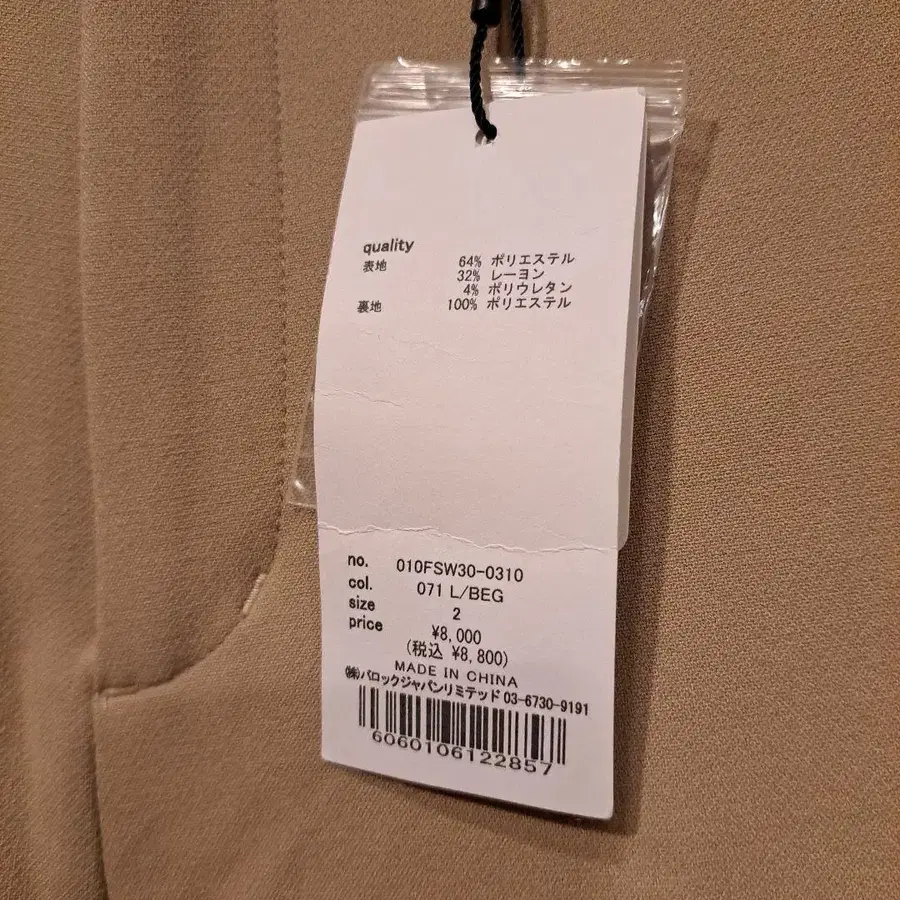 quality
表地 64% ポリエステル
32% レーヨン
4% ポリウレタン
裏地 100% ポリエステル
no. 010FSW30-0310
col. 071 L/BEG
size 2
price ¥8,000
(税込 ¥8,800)
MADE IN CHINA
㈱バロックジャパンリミテッド 03-6730-9191
6060106122857